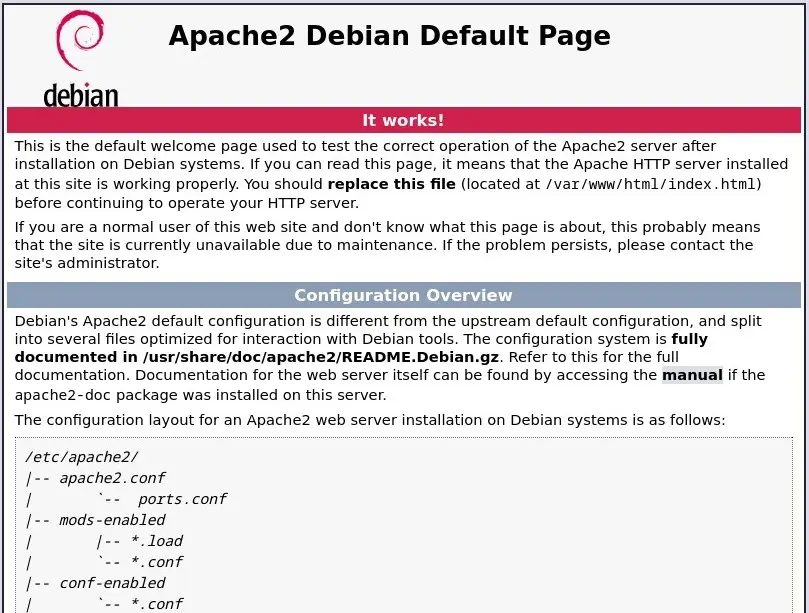 debian
Apache2 Debian Default Page
It works!
This is the default welcome page used to test the correct operation of the Apache2 server after
installation on Debian systems. If you can read this page, it means that the Apache HTTP server installed
at this site is working properly. You should replace this file (located at /var/www/html/index.html)
before continuing to operate your HTTP server.
If you are a normal user of this web site and don't know what this page is about, this probably means
that the site is currently unavailable due to maintenance. If the problem persists, please contact the
site's administrator.
Configuration Overview
Debian's Apache2 default configuration is different from the upstream default configuration, and split
into several files optimized for interaction with Debian tools. The configuration system is fully
documented in /usr/share/doc/apache2/README.Debian.gz. Refer to this for the full
documentation. Documentation for the web server itself can be found by accessing the manual if the
apache2-doc package was installed on this server.
The configuration layout for an Apache2 web server installation on Debian systems is as follows:
/etc/apache2/
|-- apache2.conf
|       `--  ports.conf
|-- mods-enabled
|       |-- *.load
|       `-- *.conf
|-- conf-enabled
|       `-- *.conf